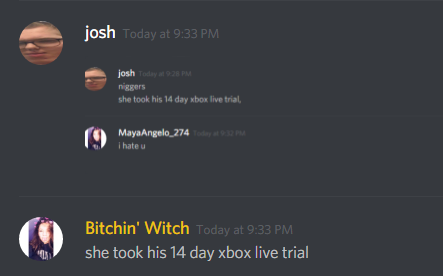 josh Today at 9:33 PM
josh Today at 9:28 PM
niggers
she took his 14 day xbox live trial,
MayaAngelo_274 Today at 9:32 PM
i hate u
Bitchin' Witch Today at 9:33 PM
she took his 14 day xbox live trial